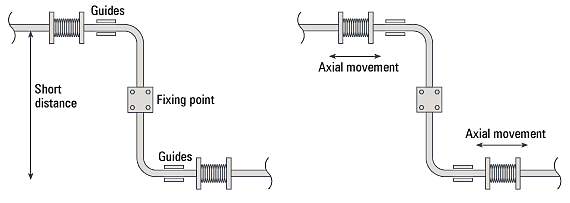 Guides
Short
distance
Fixing point
Guides
Axial movement
Axial movement